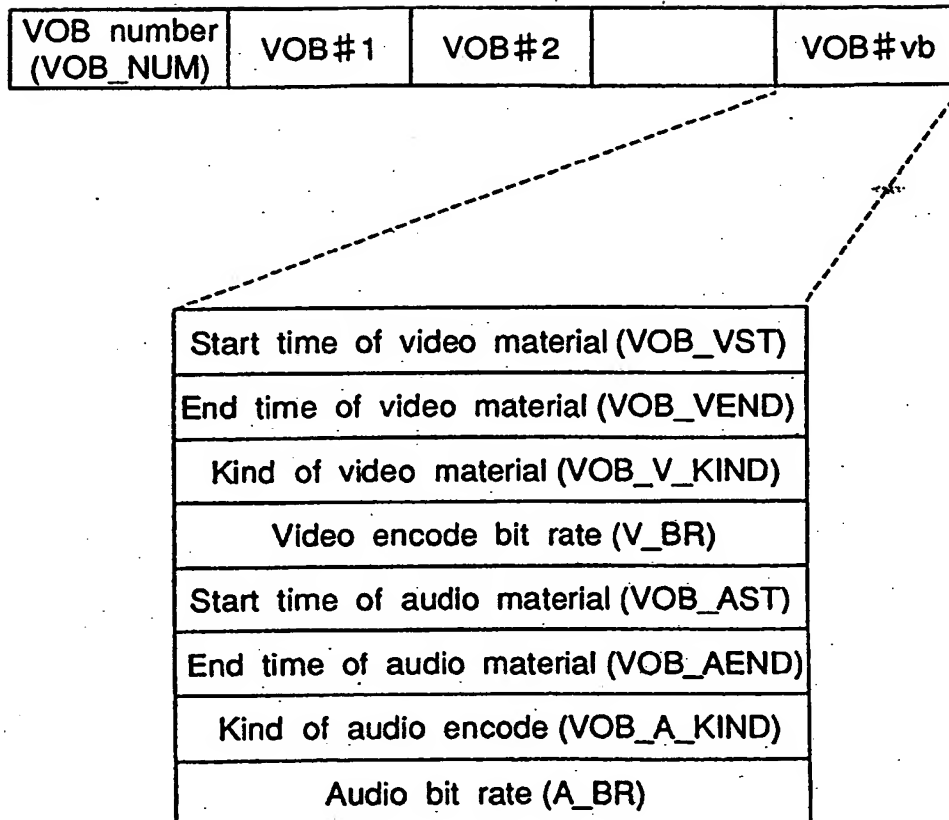 VOB number
(VOB_NUM)
VOB#1
VOB#2
VOB#vb
Start time of video material (VOB_VST)
End time of video material (VOB_VEND)
Kind of video material (VOB_V_KIND)
Video encode bit rate (V_BR)
Start time of audio material (VOB_AST)
End time of audio material (VOB_AEND)
Kind of audio encode (VOB_A_KIND)
Audio bit rate (A_BR)